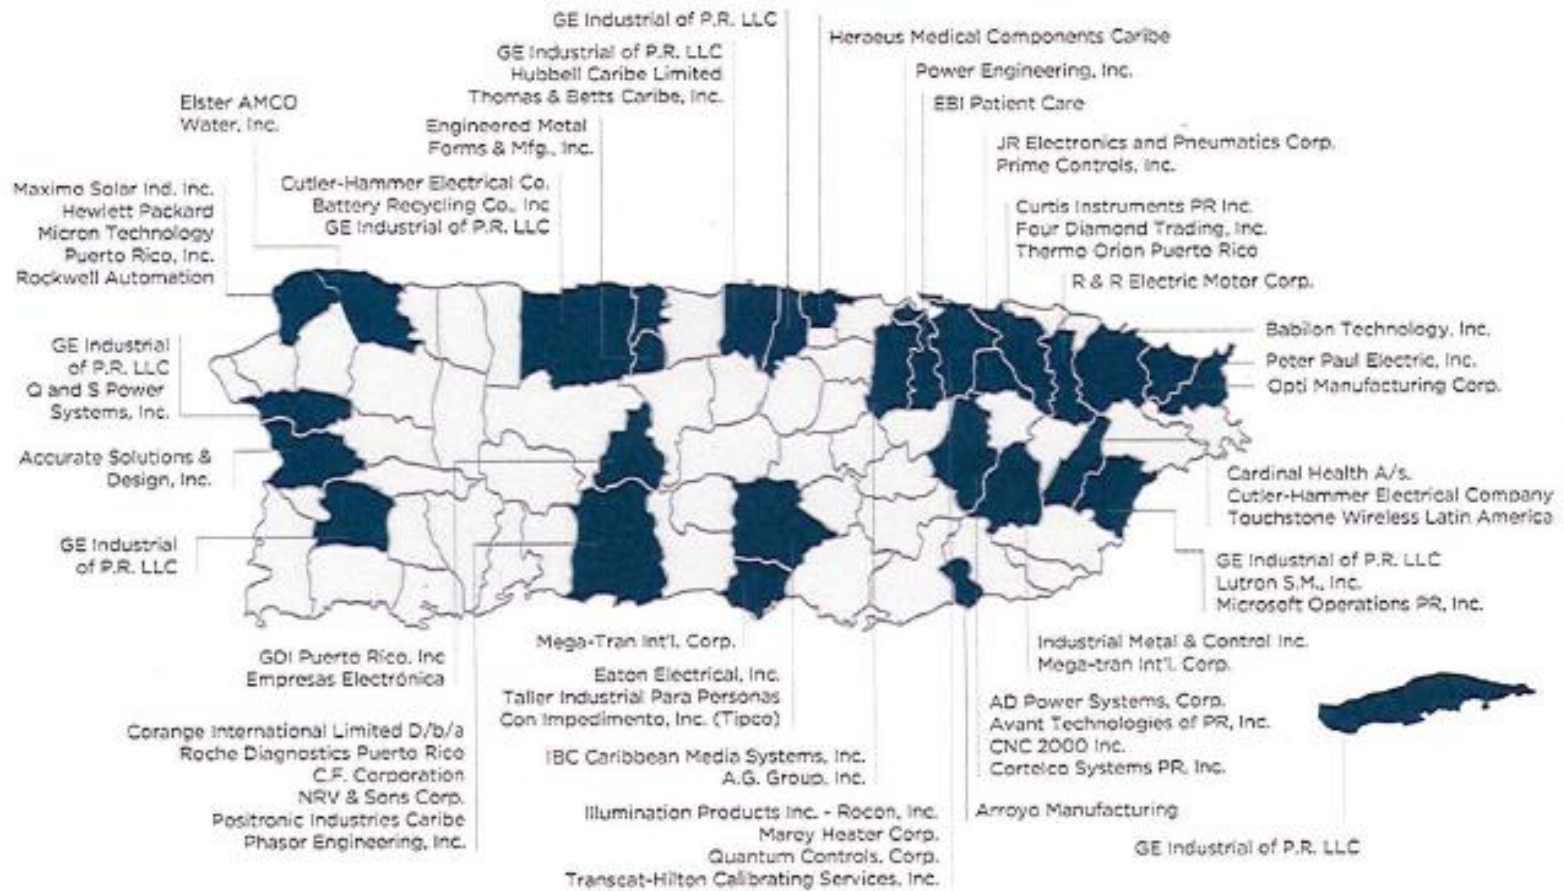 GE Industrial of P.R. LLC
Heraeus Medical Components Caribe
GE Industrial of P.R. LLC
Hubbell Caribe Limited
Thomas & Betts Caribe, Inc.
Power Engineering, Inc.
EBI Patient Care
Elster AMCO
Water, Inc.
Engineered Metal
Forms & Mfg., Inc.
JR Electronics and Pneumatics Corp.
Prime Controls, Inc.
Maximo Solar Ind. Inc.
Hewlett Packard
Micron Technology
Puerto Rico, Inc.
Rockwell Automation
Cutler-Hammer Electrical Co.
Battery Recycling Co., Inc
GE Industrial of P.R. LLC
Curtis Instruments PR Inc.
Four Diamond Trading, Inc.
Thermo Orion Puerto Rico
R & R Electric Motor Corp.
Babilon Technology, Inc.
Peter Paul Electric, Inc.
Opti Manufacturing Corp.
GE Industrial
of P.R. LLC
Q and S Power
Systems, Inc.
Accurate Solutions &
Design, Inc.
Cardinal Health A/s.
Cutler-Hammer Electrical Company
Touchstone Wireless Latin America
GE Industrial
of P.R. LLC
GE Industrial of P.R. LLC
Lutron S.M., Inc.
Microsoft Operations PR, Inc.
GDI Puerto Rico, Inc
Empresas Electrónica
Mega-Tran Int'l. Corp.
Eaton Electrical, Inc.
Taller Industrial Para Personas
Con Impedimento, Inc. (Tipco)
Industrial Metal & Control Inc.
Mega-tran Int'l. Corp.
Corange International Limited D/b/a
Roche Diagnostics Puerto Rico
C.F. Corporation
NRV & Sons Corp.
Positronic Industries Caribe
Phasor Engineering, Inc.
IBC Caribbean Media Systems, Inc.
A.G. Group, Inc.
AD Power Systems, Corp.
Avant Technologies of PR, Inc.
CNC 2000 Inc.
Cortelco Systems PR, Inc.
Illumination Products Inc. - Rocon, Inc.
Marey Heater Corp.
Quantum Controls, Corp.
Transcat-Hilton Calibrating Services, Inc.
Arroyo Manufacturing
GE Industrial of P.R. LLC